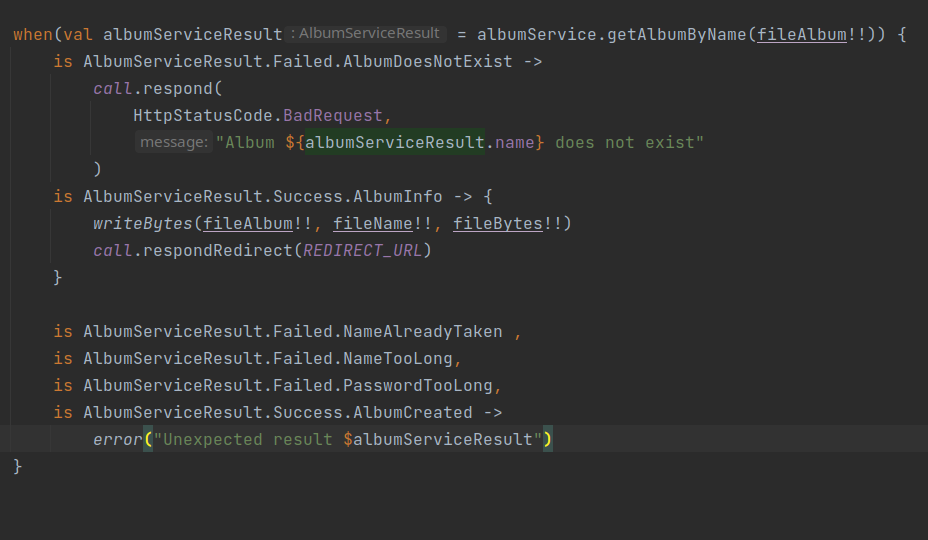 when(val albumServiceResult : AlbumServiceResult = albumService.getAlbumByName(fileAlbum!!)) {
is AlbumServiceResult.Failed.AlbumDoesNotExist ->
call.respond(
HttpStatusCode.BadRequest,
message: "Album ${albumServiceResult.name} does not exist"
)
is AlbumServiceResult.Success.AlbumInfo -> {
writeBytes(fileAlbum!!, fileName!!, fileBytes!!)
call.respondRedirect(REDIRECT_URL)
}
is AlbumServiceResult.Failed.NameAlreadyTaken ,
is AlbumServiceResult.Failed.NameTooLong,
is AlbumServiceResult.Failed.PasswordTooLong,
is AlbumServiceResult.Success.AlbumCreated ->
error("Unexpected result $albumServiceResult")
}